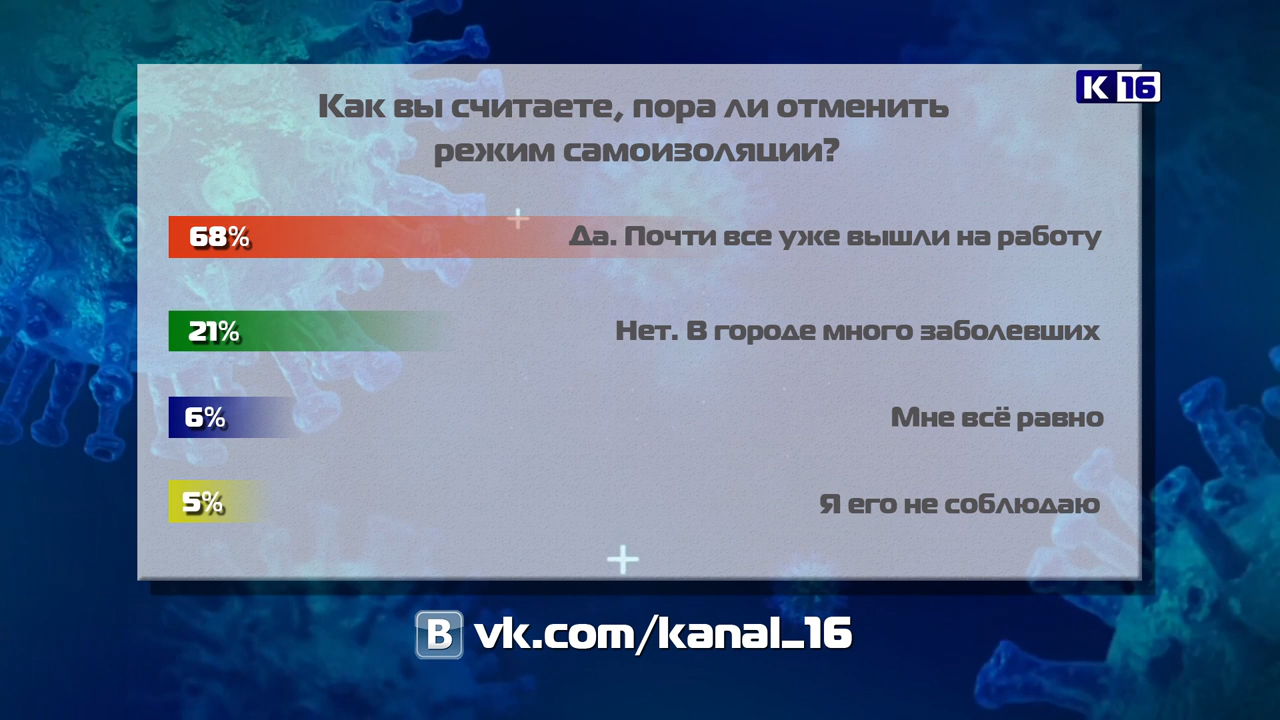 К 16
Как вы считаете, пора ли отменить
режим самоизоляции?
68% Да. Почти все уже вышли на работу
21% Нет. В городе много заболевших
6% Мне всё равно
5% Я его не соблюдаю
B vk.com/kanal_16